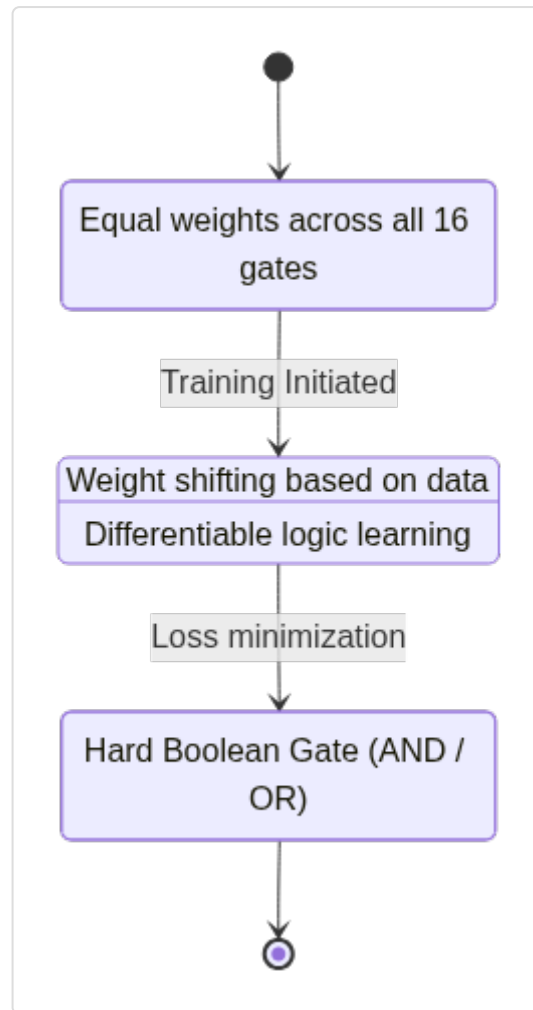 Equal weights across all 16
gates
Training Initiated
Weight shifting based on data
Differentiable logic learning
Loss minimization
Hard Boolean Gate (AND /
OR)